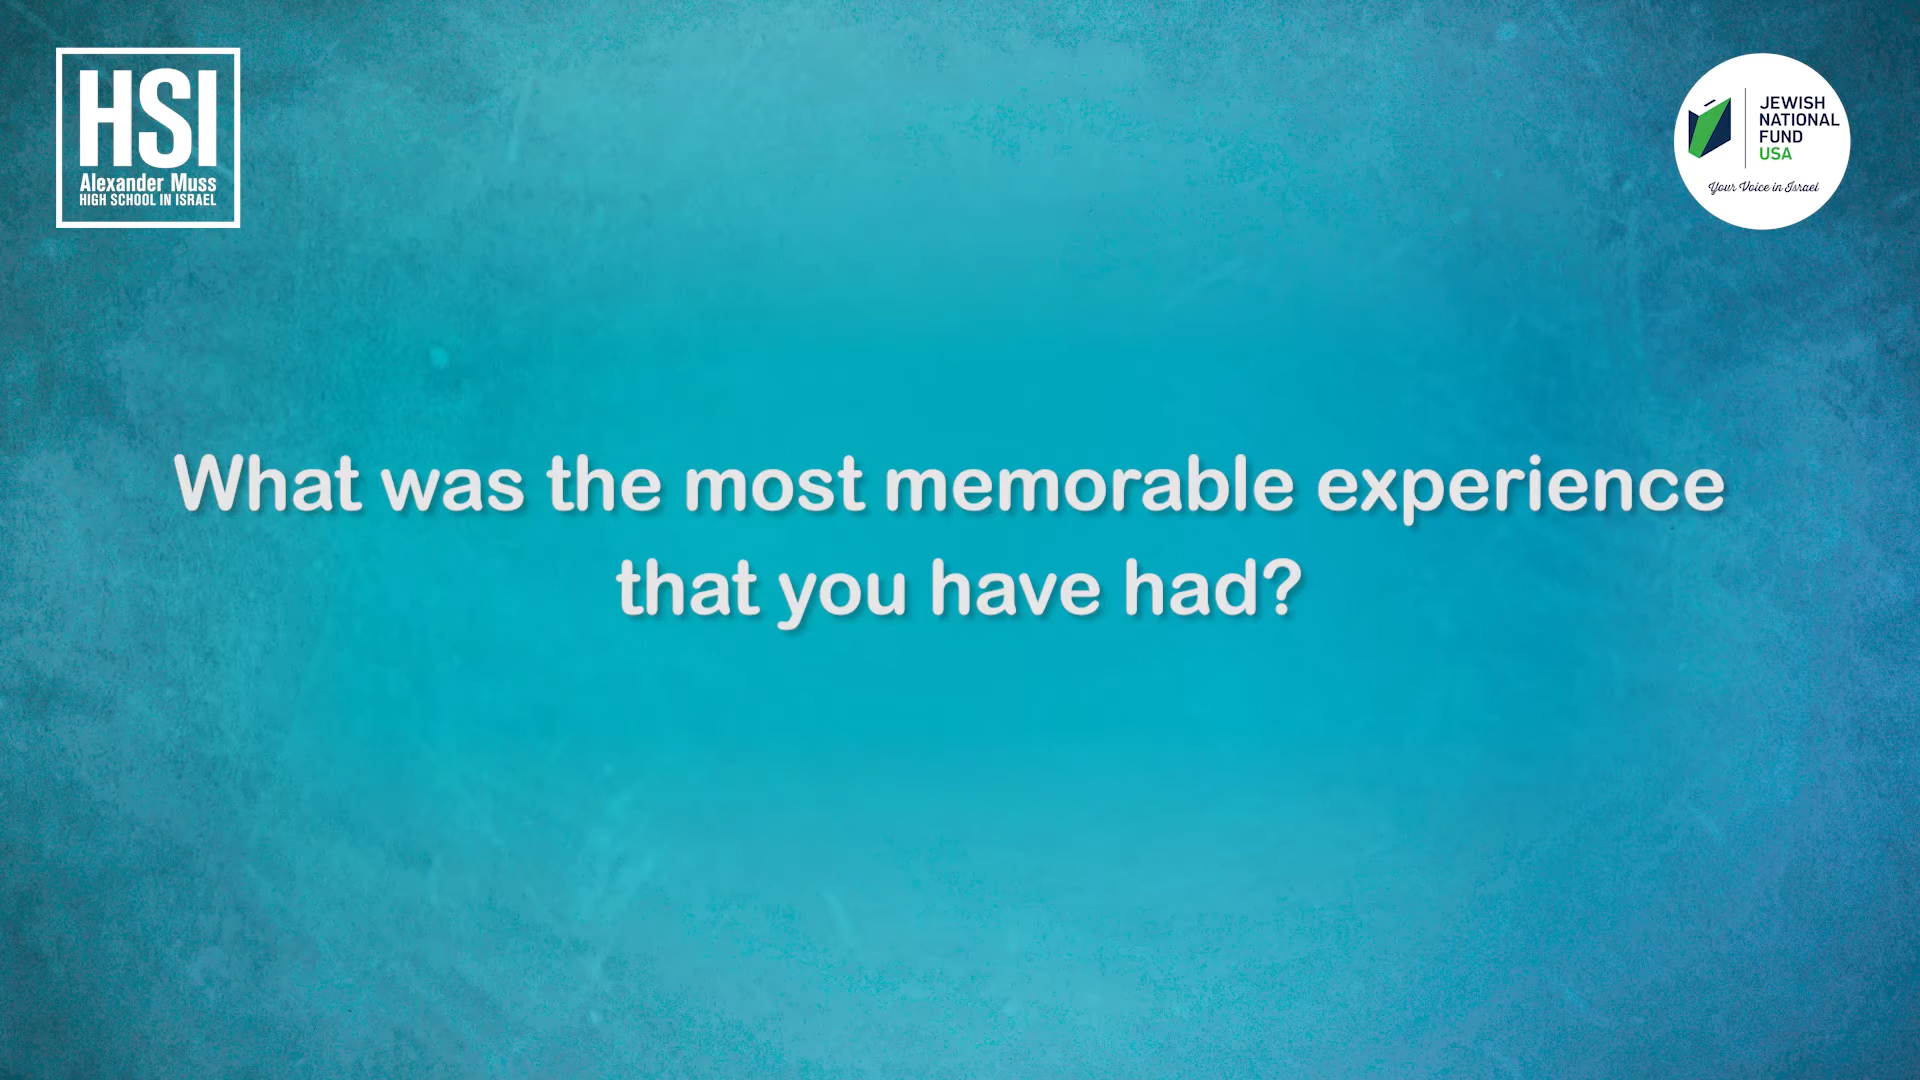 HSI
Alexander Muss
HIGH SCHOOL IN ISRAEL
JEWISH
NATIONAL
FUND
USA
Your Voice in Israel
What was the most memorable experience
that you have had?